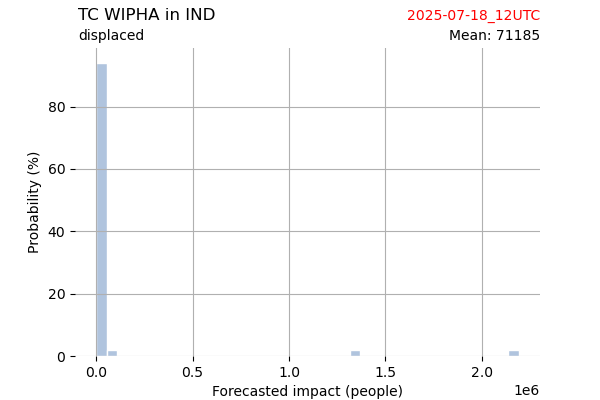 TC WIPHA in IND
2025-07-18_12UTC
displaced
Mean: 71185
Probability (%)
80
60
40
20
0
0.0 0.5 1.0 1.5 2.0
1e6
Forecasted impact (people)